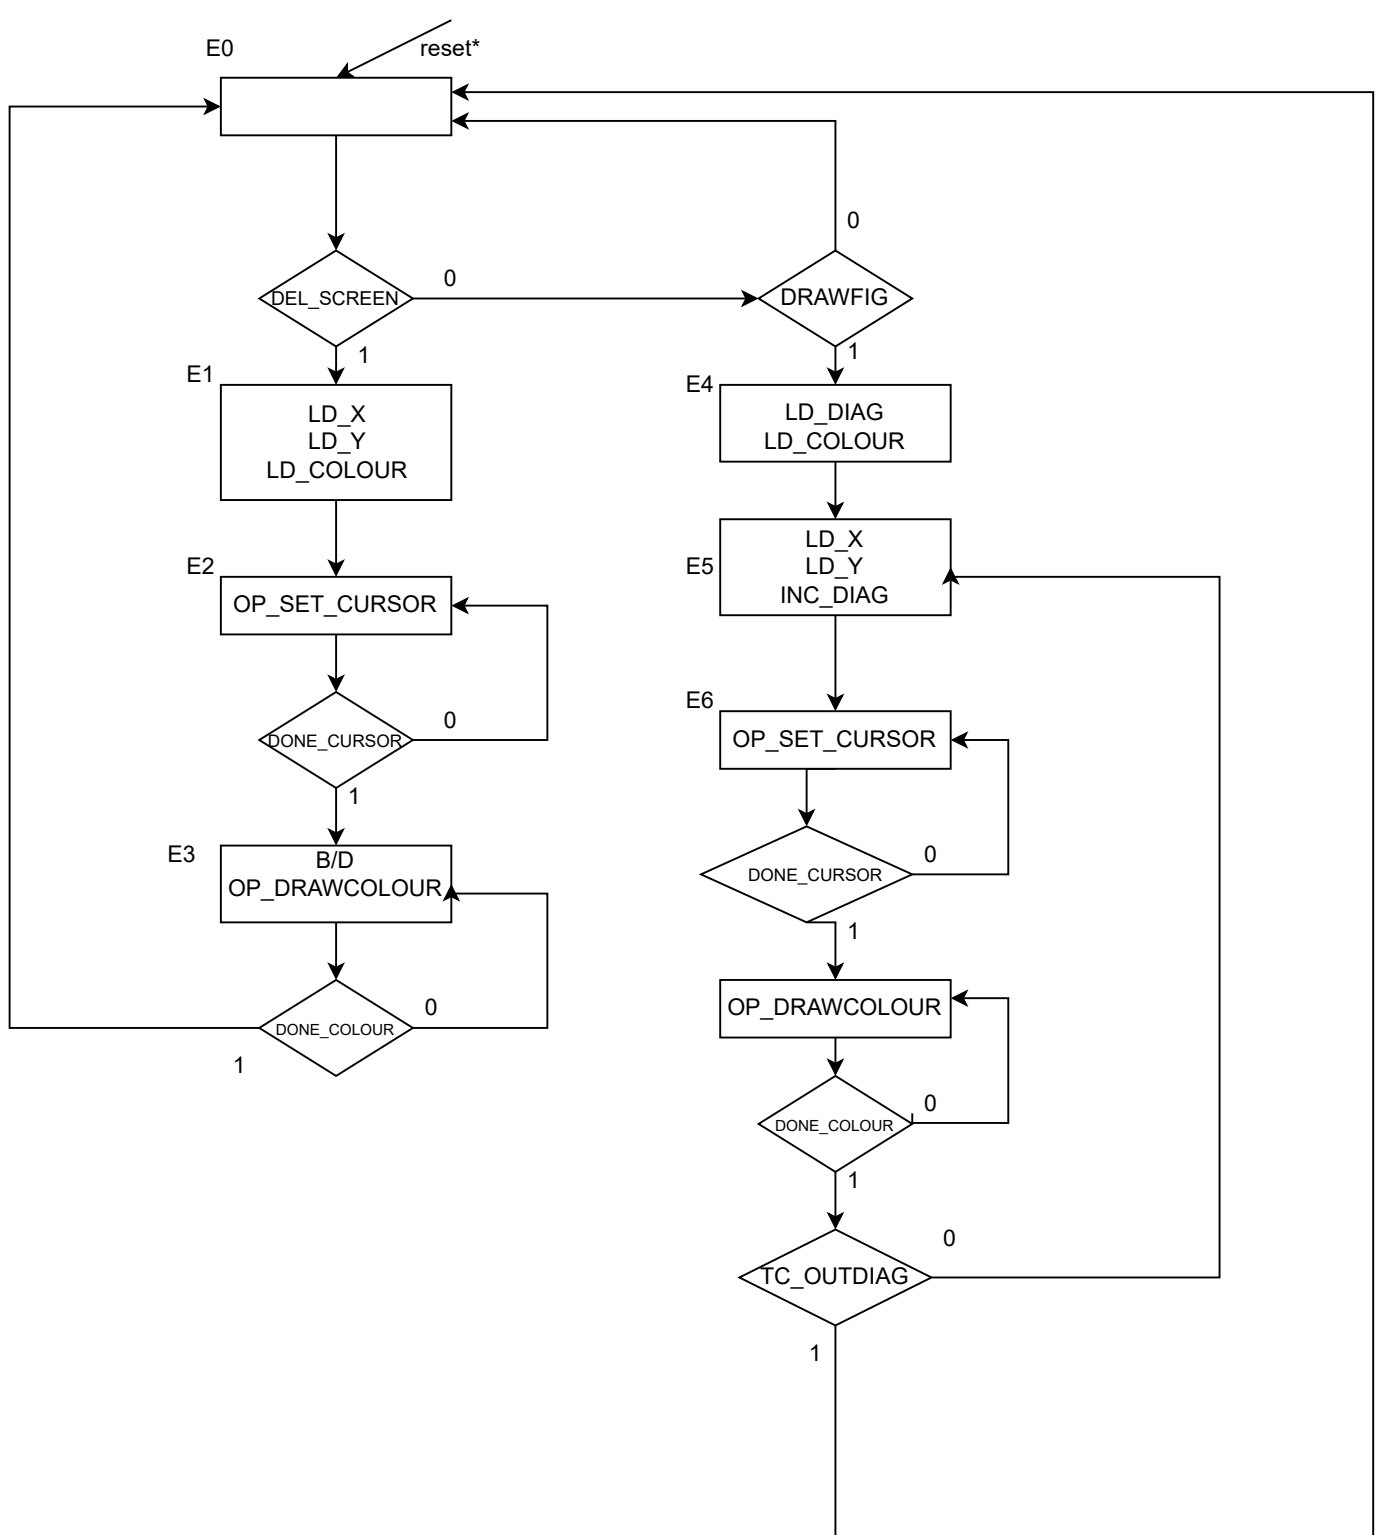 E0
reset*
0
DEL_SCREEN
0
DRAWFIG
1
1
E1
LD_X
LD_Y
LD_COLOUR
E4
LD_DIAG
LD_COLOUR
E2
OP_SET_CURSOR
E5
LD_X
LD_Y
INC_DIAG
DONE_CURSOR
0
1
E6
OP_SET_CURSOR
E3
B/D
OP_DRAWCOLOUR
DONE_CURSOR
0
1
DONE_COLOUR
0
1
OP_DRAWCOLOUR
DONE_COLOUR
0
1
TC_OUTDIAG
0
1